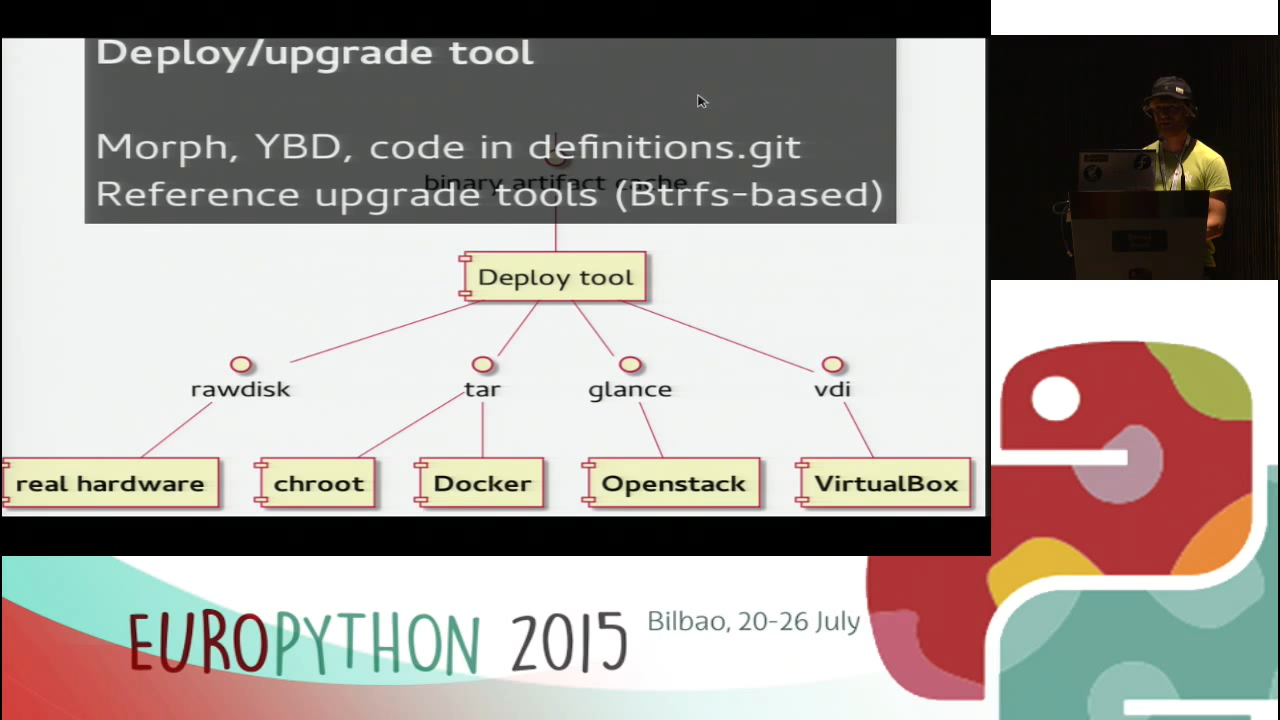 Deploy/upgrade tool
Morph, YBD, code in definitions.git
binary artifact cache
Reference upgrade tools (Btrfs-based)
Deploy tool
rawdisk
tar
glance
vdi
real hardware
chroot
Docker
Openstack
VirtualBox
EUROPYTHON 2015
Bilbao, 20-26 July